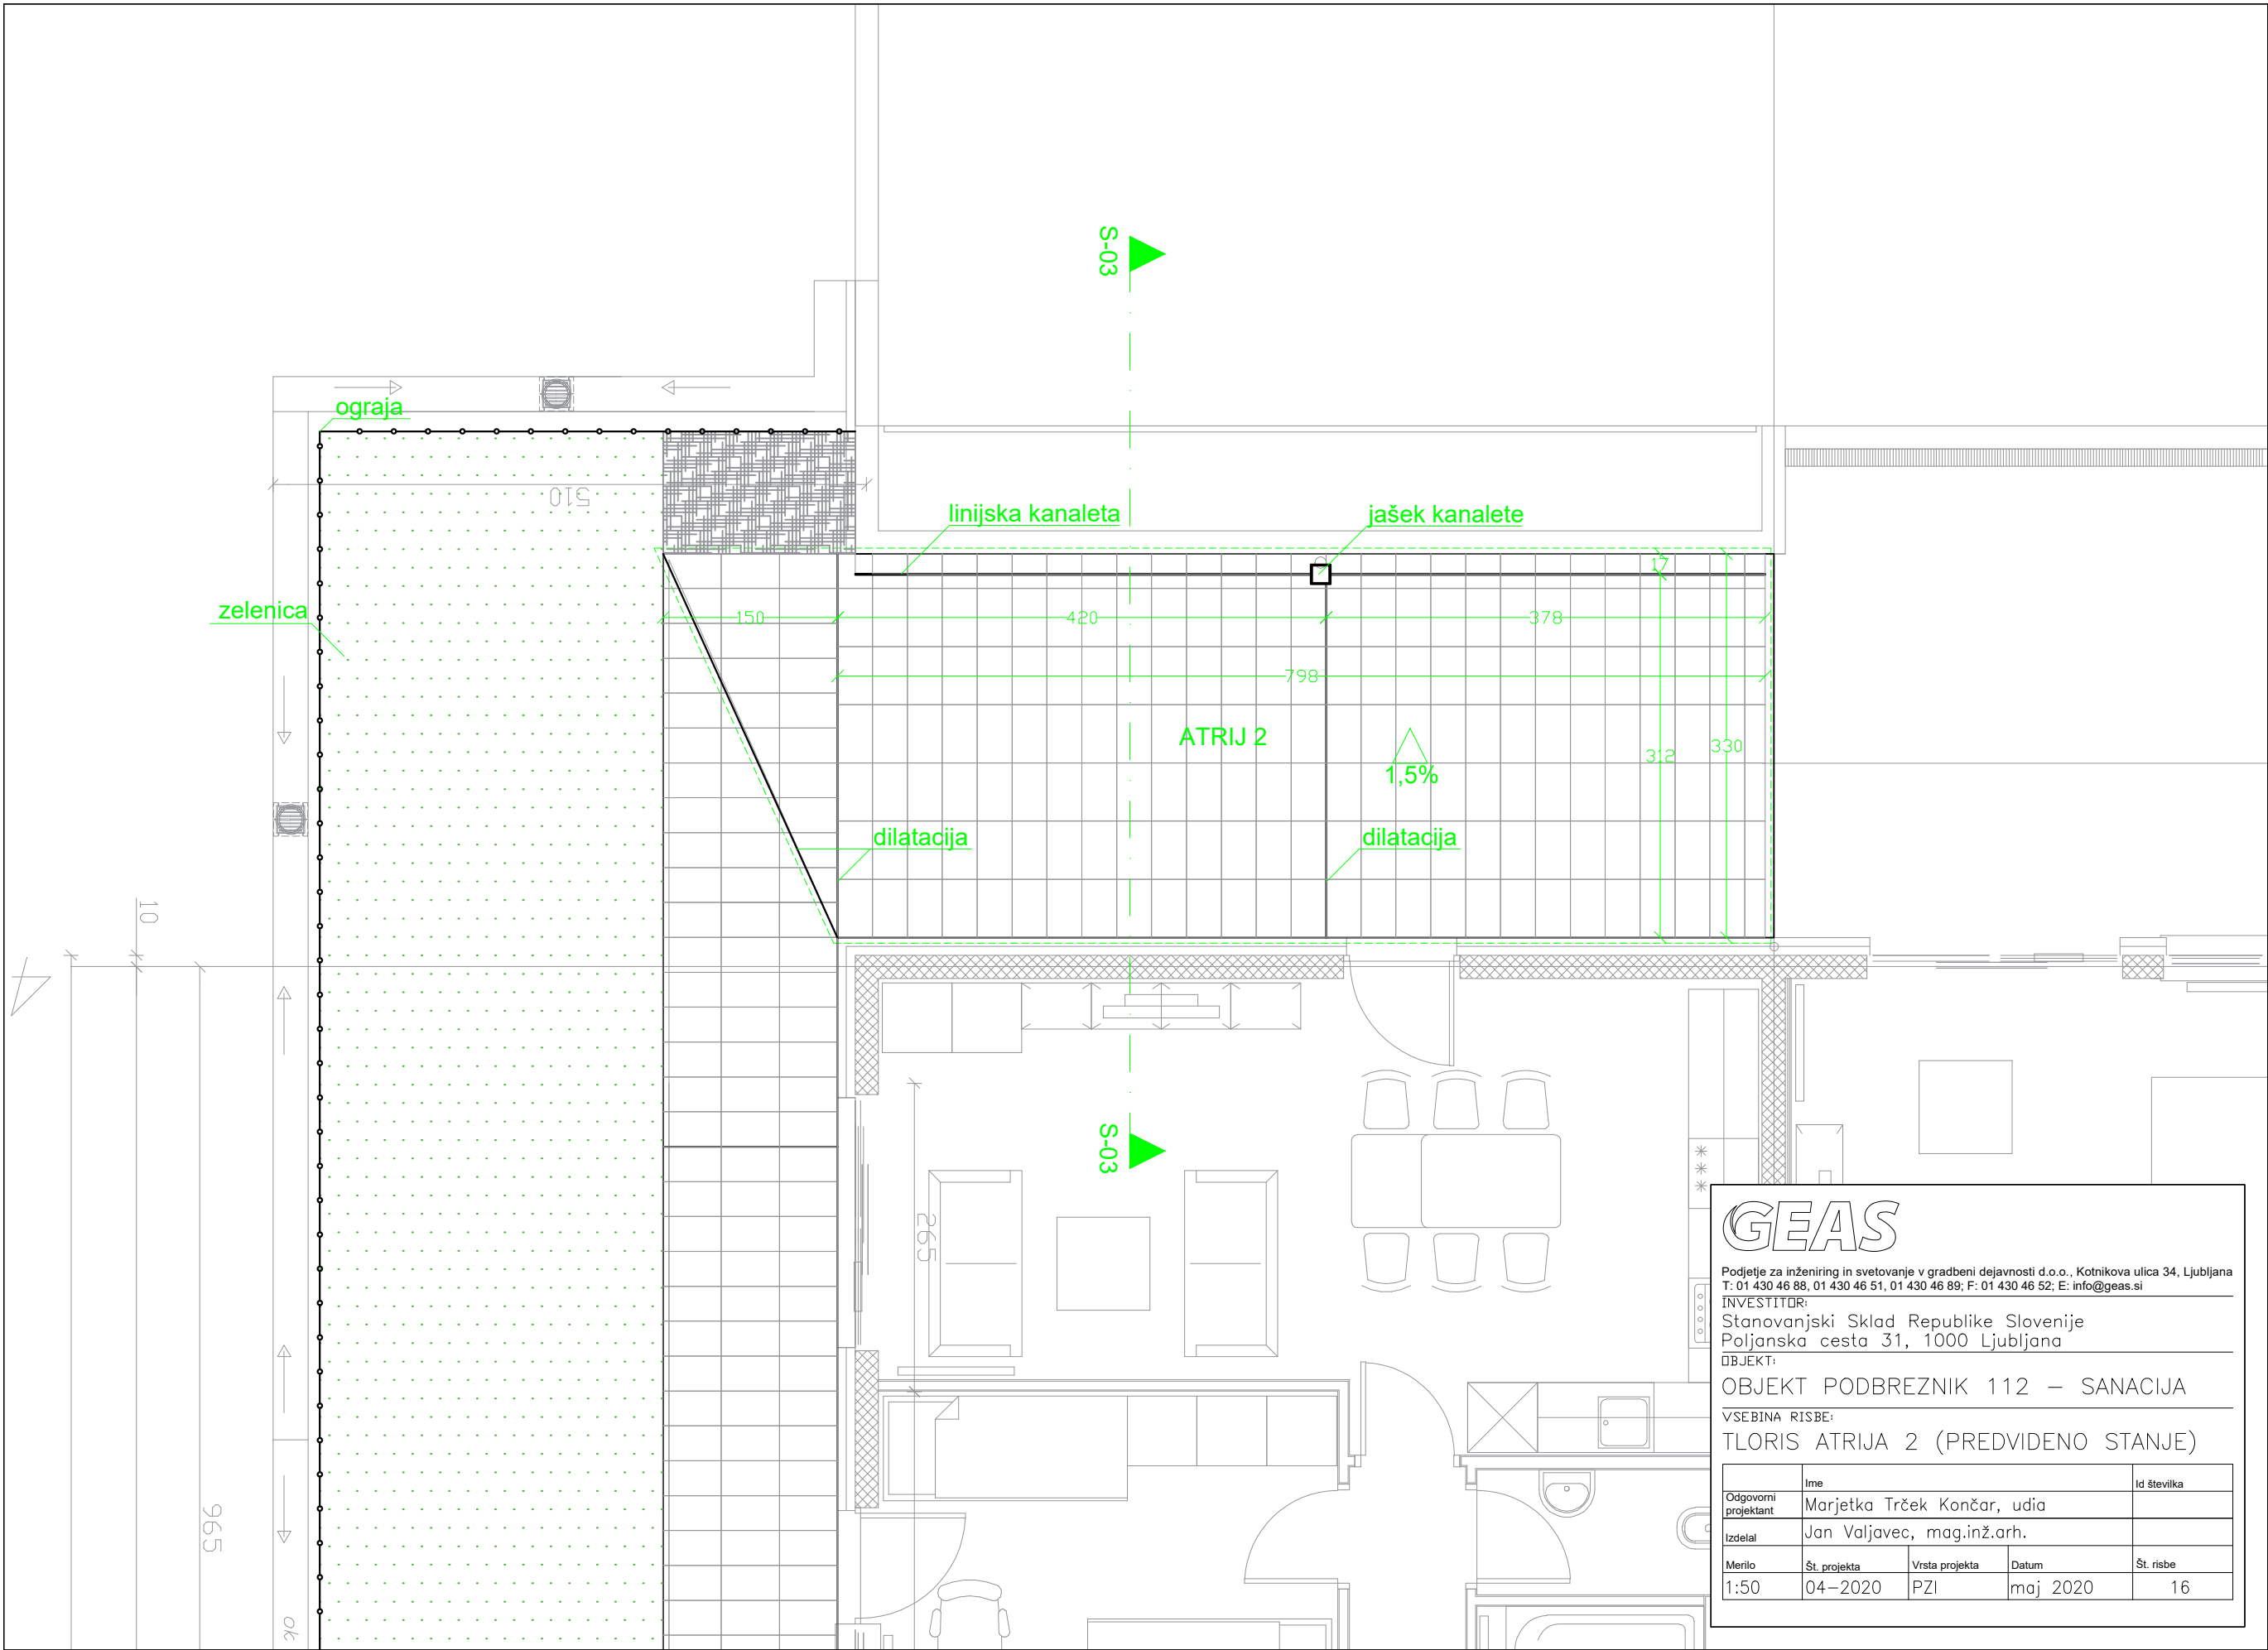 S-03
ograja
510
linijska kanaleta
jašek kanalete
17
zelenica
150
420
378
798
ATRIJ 2
1,5%
312
330
dilatacija
dilatacija
10
S-03
265
965
ok
GEAS
Podjetje za inženiring in svetovanje v gradbeni dejavnosti d.o.o., Kotnikova ulica 34, Ljubljana
T: 01 430 46 88, 01 430 46 51, 01 430 46 89; F: 01 430 46 52; E: info@geas.si
INVESTITOR:
Stanovanjski Sklad Republike Slovenije
Poljanska cesta 31, 1000 Ljubljana
OBJEKT:
OBJEKT PODBREZNIK 112 – SANACIJA
VSEBINA RISBE:
TLORIS ATRIJA 2 (PREDVIDENO STANJE)
Ime Id številka
Odgovorni
projektant Marjetka Trček Končar, udia
Izdelal Jan Valjavec, mag.inž.arh.
Merilo Št. projekta Vrsta projekta Datum Št. risbe
1:50 04–2020 PZI maj 2020 16